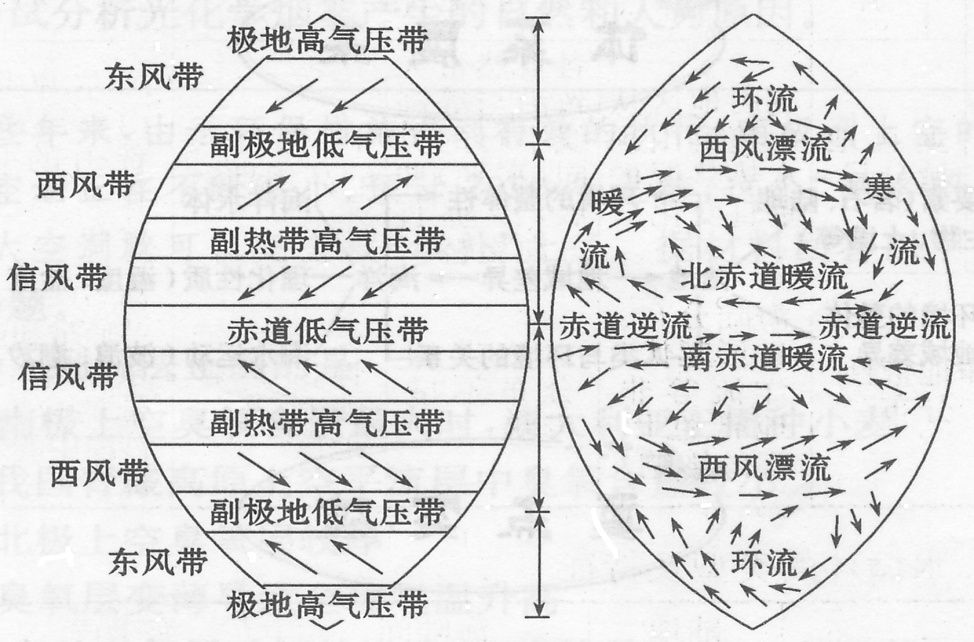 极地高气压带
东风带
副极地低气压带
西风带
副热带高气压带
信风带
赤道低气压带
信风带
副热带高气压带
西风带
副极地低气压带
东风带
极地高气压带
环流
西风漂流
暖
流
寒
流
北赤道暖流
赤道逆流
赤道逆流
南赤道暖流
西风漂流
环流